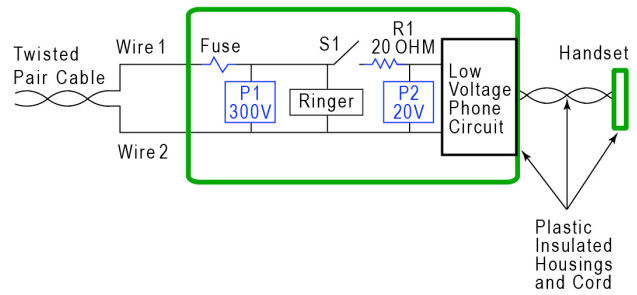 Twisted
Pair Cable
Wire 1
Wire 2
Fuse
P1
300V
Ringer
S1
R1
20 OHM
P2
20V
Low
Voltage
Phone
Circuit
Handset
Plastic
Insulated
Housings
and Cord